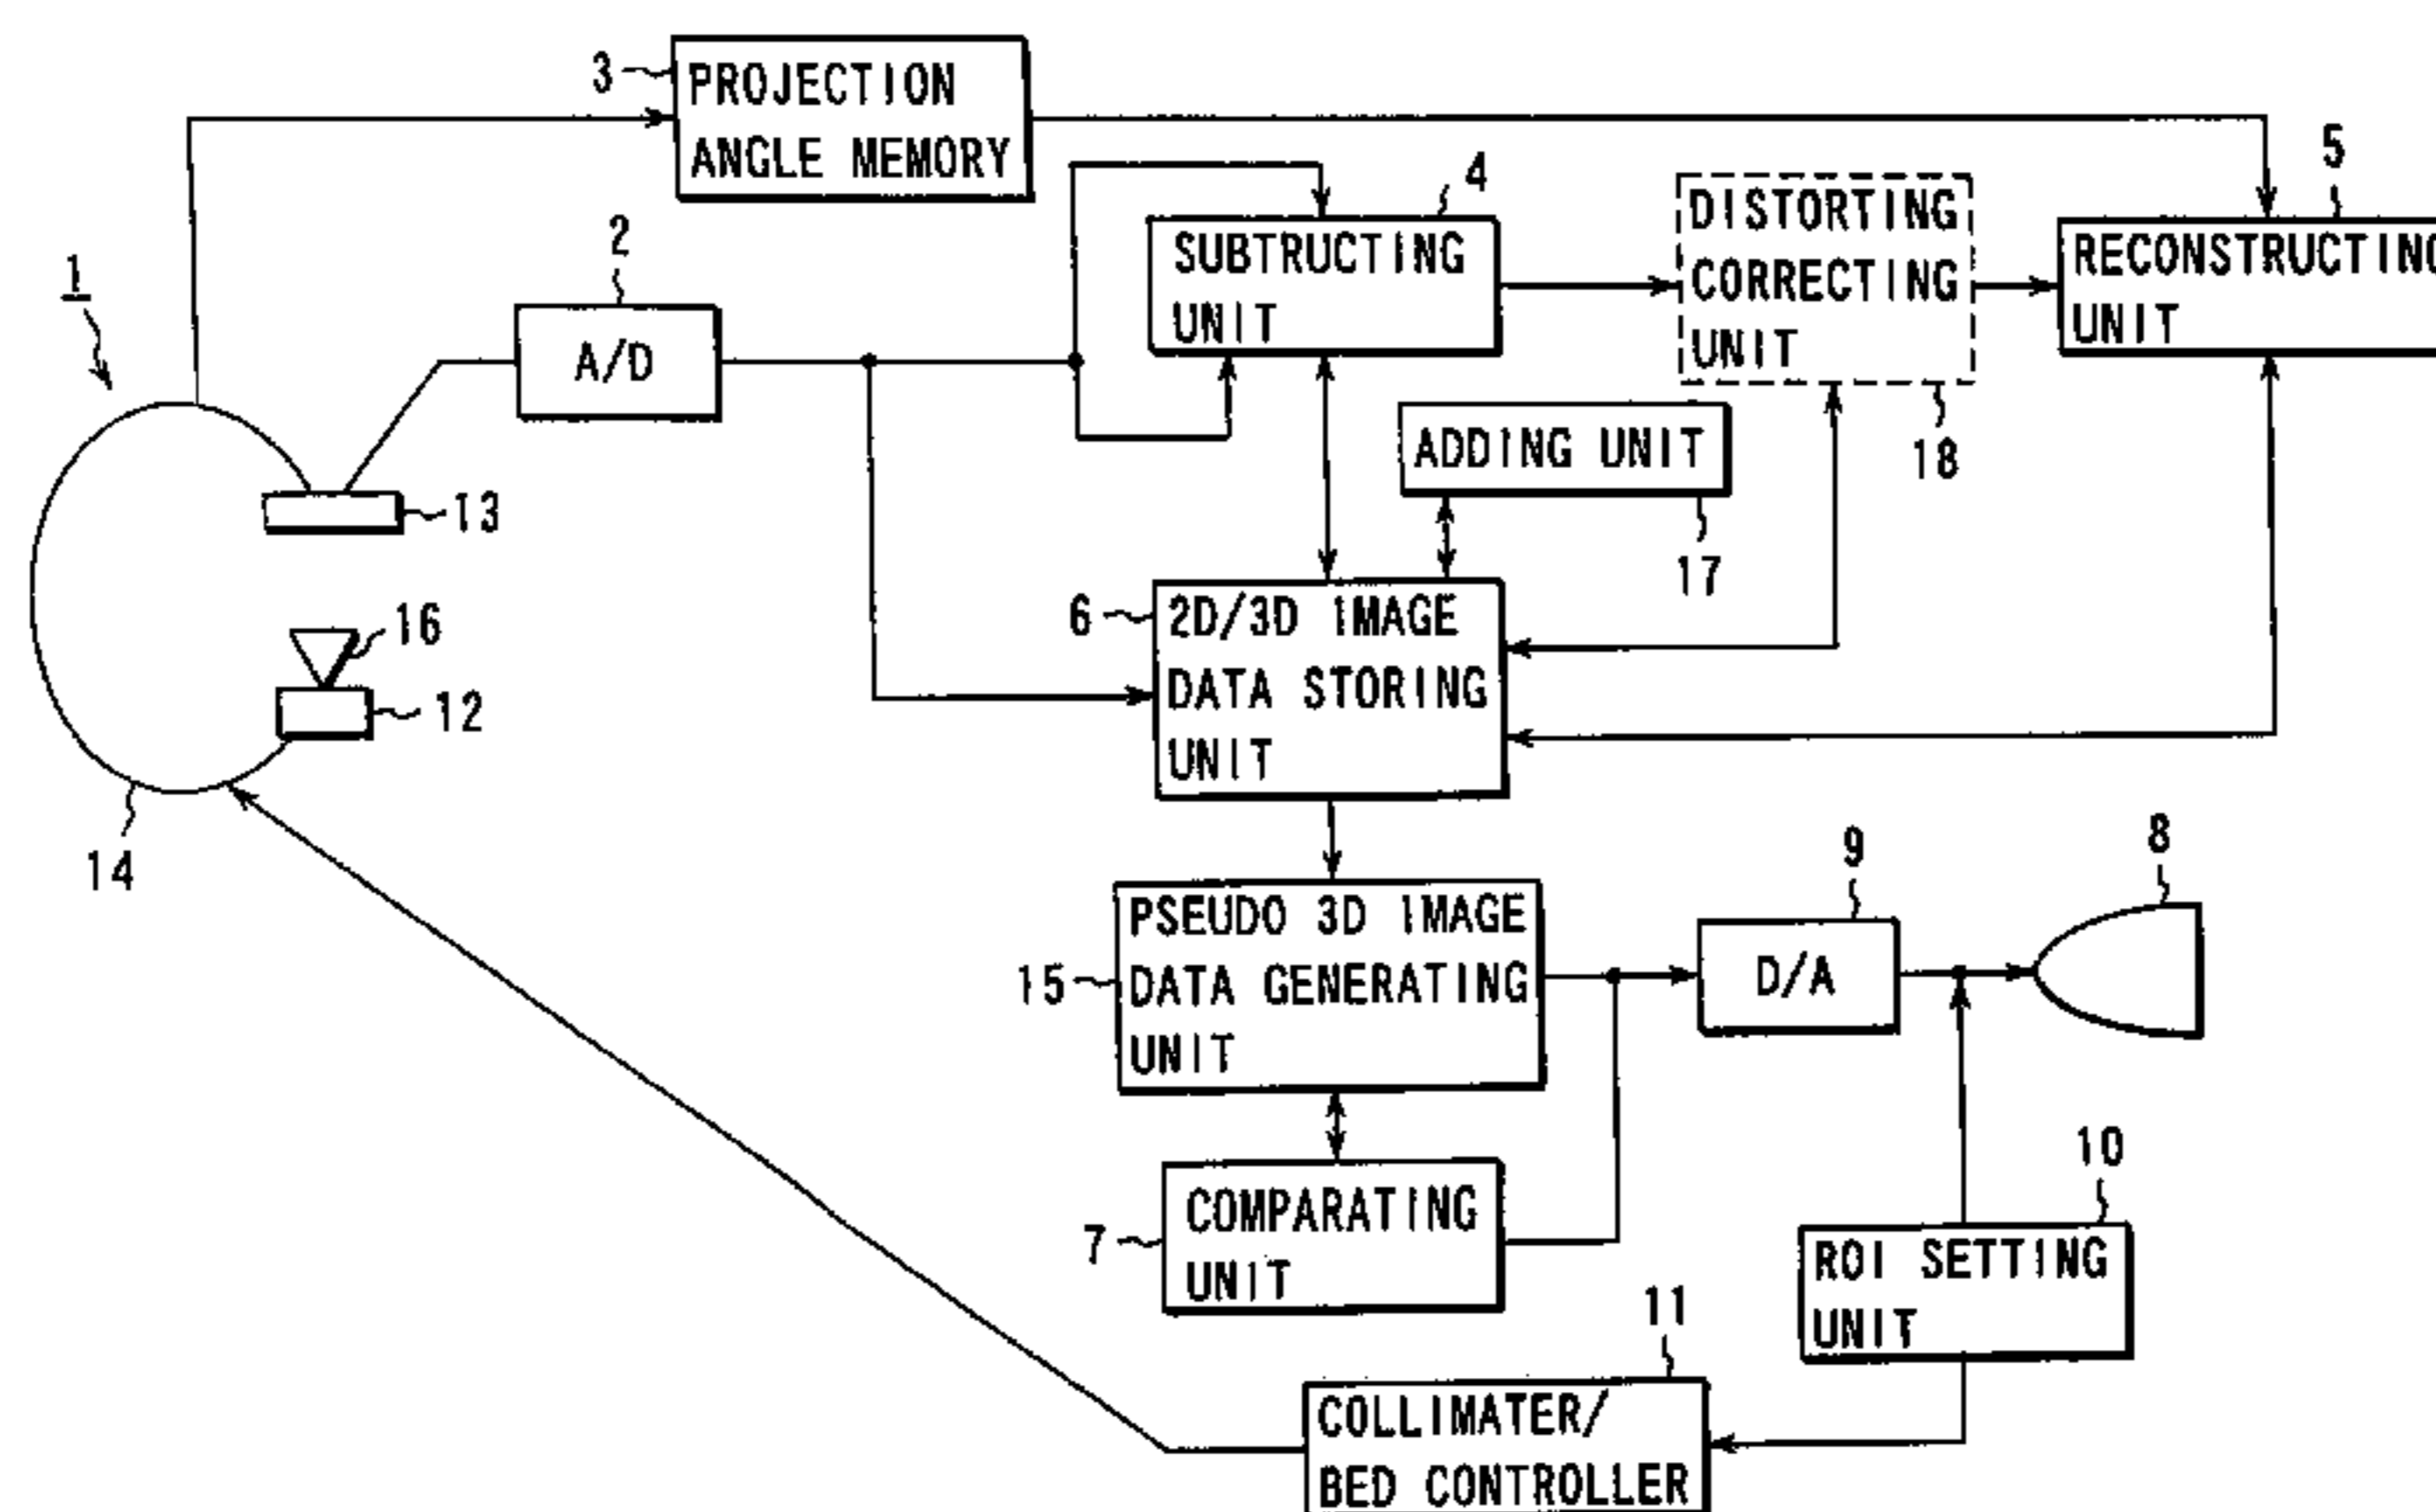 3
PROJECTION
ANGLE MEMORY
5
4
2
1
SUBTRUCTING
UNIT
DISTORTING
CORRECTING
UNIT
RECONSTRUCTING
UNIT
A/D
ADDING UNIT
18
13
17
6
2D/3D IMAGE
DATA STORING
UNIT
16
12
14
9
8
15
PSEUDO 3D IMAGE
DATA GENERATING
UNIT
D/A
10
7
COMPARATING
UNIT
ROI SETTING
UNIT
11
COLLIMATER/
BED CONTROLLER